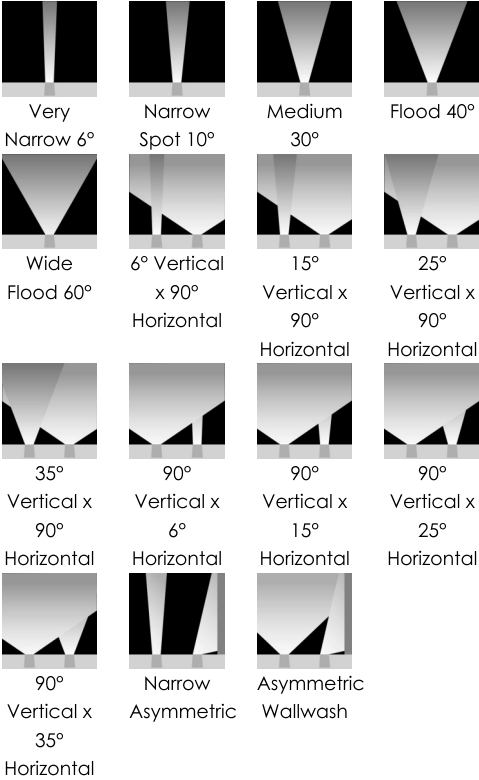 Very
Narrow 6°
Narrow
Spot 10°
Medium
30°
Flood 40°
Wide
Flood 60°
6° Vertical
x 90°
Horizontal
15°
Vertical x
90°
Horizontal
25°
Vertical x
90°
Horizontal
35°
Vertical x
90°
Horizontal
90°
Vertical x
6°
Horizontal
90°
Vertical x
15°
Horizontal
90°
Vertical x
25°
Horizontal
90°
Vertical x
35°
Horizontal
Narrow
Asymmetric
Asymmetric
Wallwash